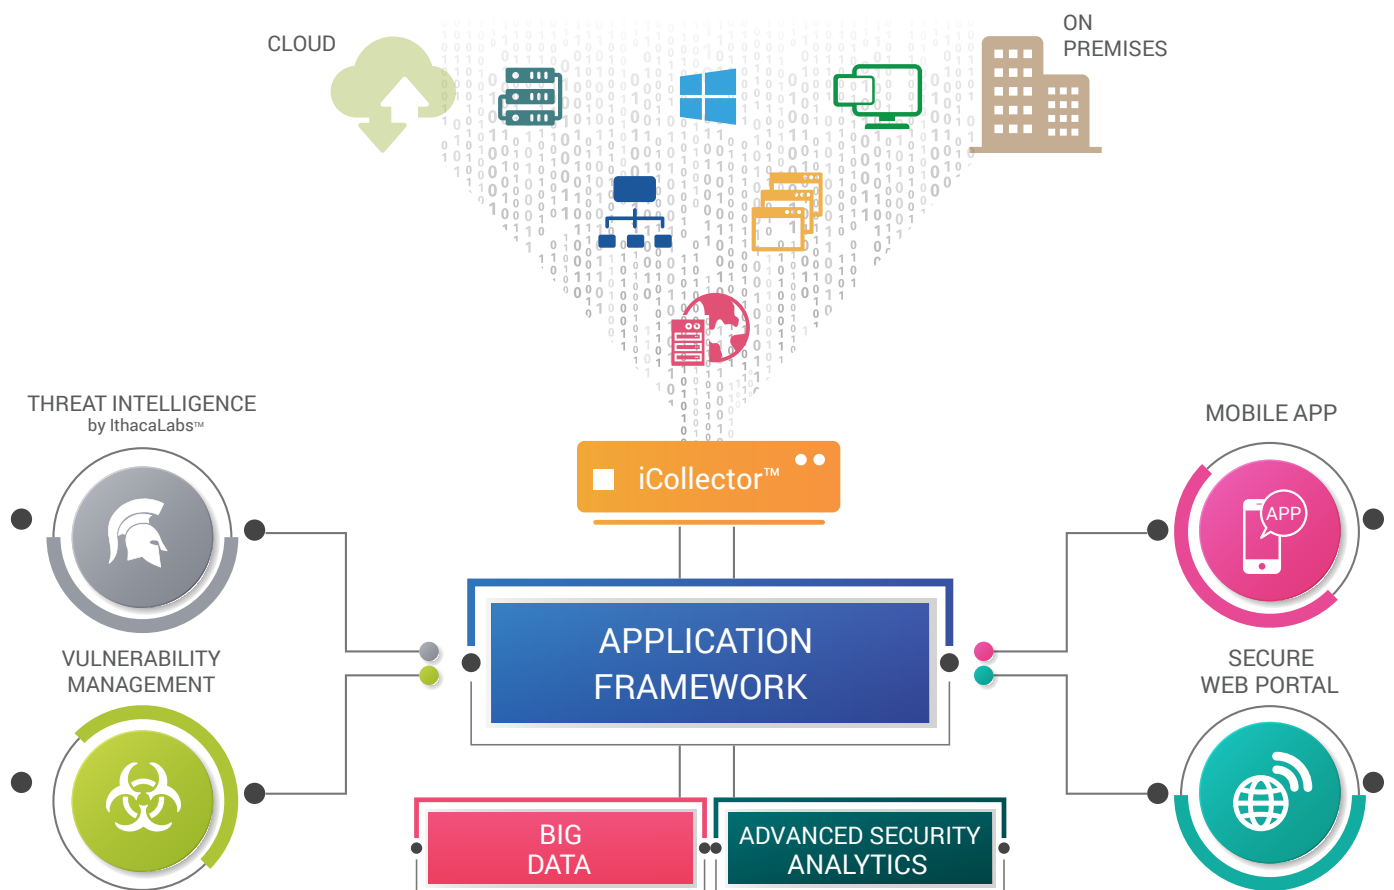 CLOUD
ON
PREMISES
THREAT INTELLIGENCE
by IthacaLabs™
MOBILE APP
iCollector™
APP
APPLICATION
FRAMEWORK
VULNERABILITY
MANAGEMENT
SECURE
WEB PORTAL
BIG
DATA
ADVANCED SECURITY
ANALYTICS